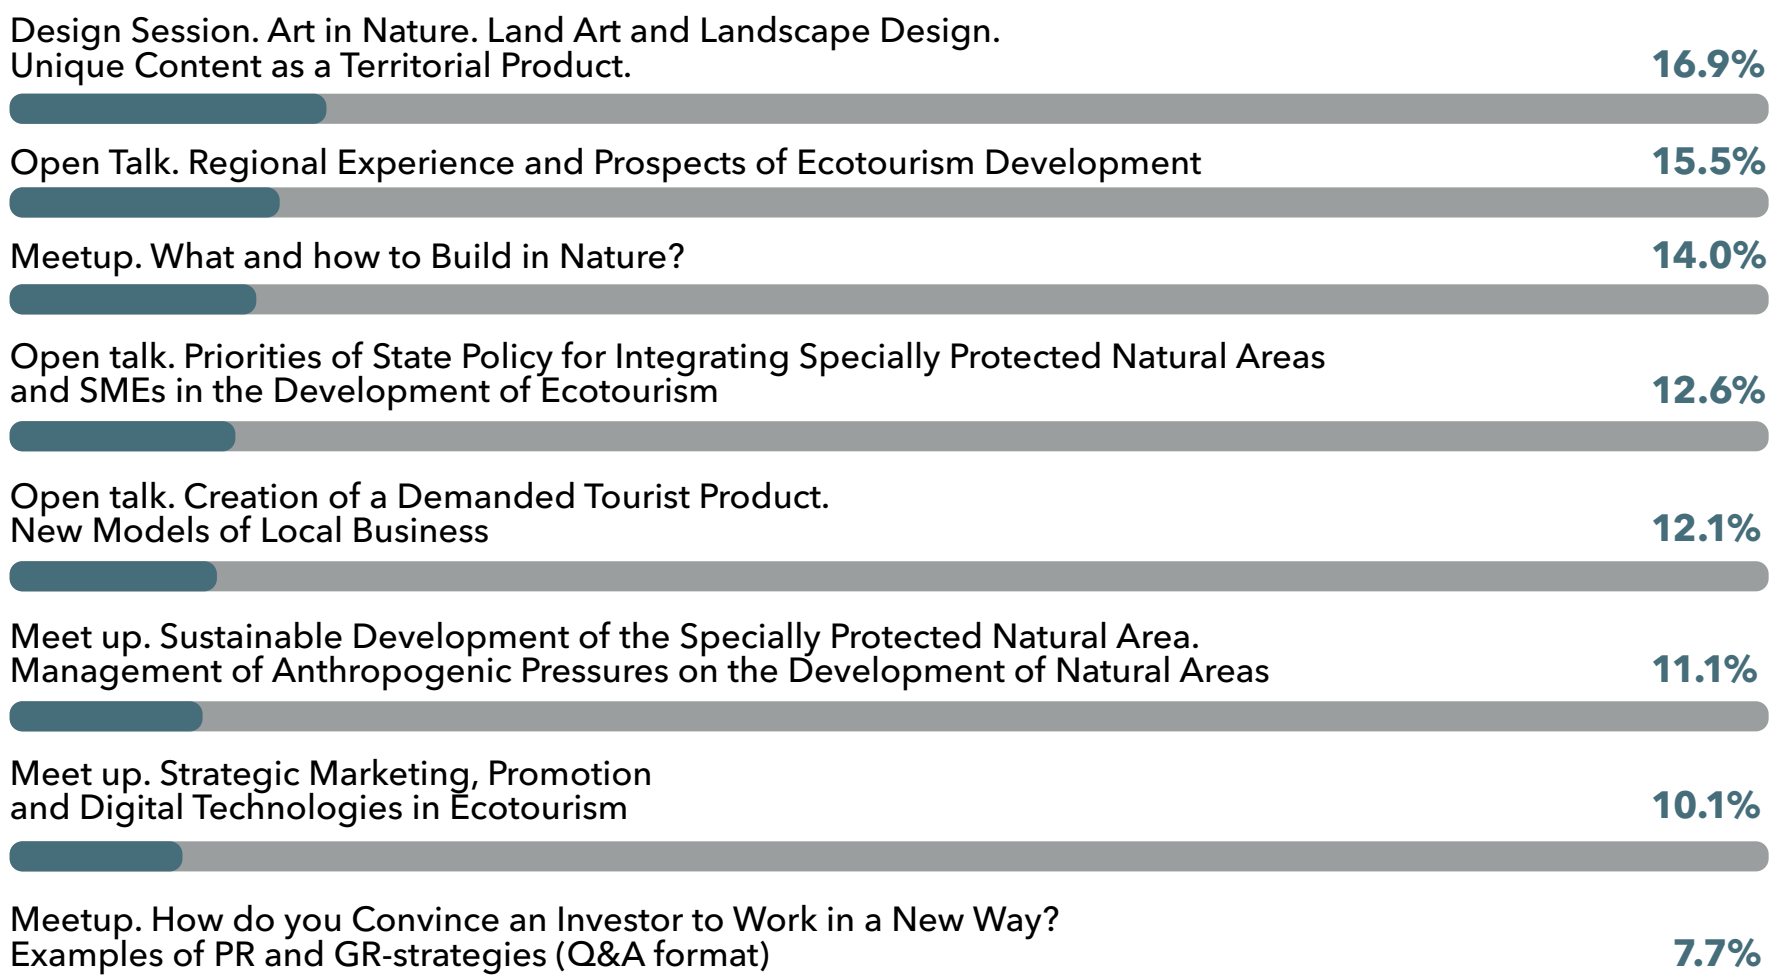 Design Session. Art in Nature. Land Art and Landscape Design.
Unique Content as a Territorial Product.
16.9%
Open Talk. Regional Experience and Prospects of Ecotourism Development
15.5%
Meetup. What and how to Build in Nature?
14.0%
Open talk. Priorities of State Policy for Integrating Specially Protected Natural Areas
and SMEs in the Development of Ecotourism
12.6%
Open talk. Creation of a Demanded Tourist Product.
New Models of Local Business
12.1%
Meet up. Sustainable Development of the Specially Protected Natural Area.
Management of Anthropogenic Pressures on the Development of Natural Areas
11.1%
Meet up. Strategic Marketing, Promotion
and Digital Technologies in Ecotourism
10.1%
Meetup. How do you Convince an Investor to Work in a New Way?
Examples of PR and GR-strategies (Q&A format)
7.7%